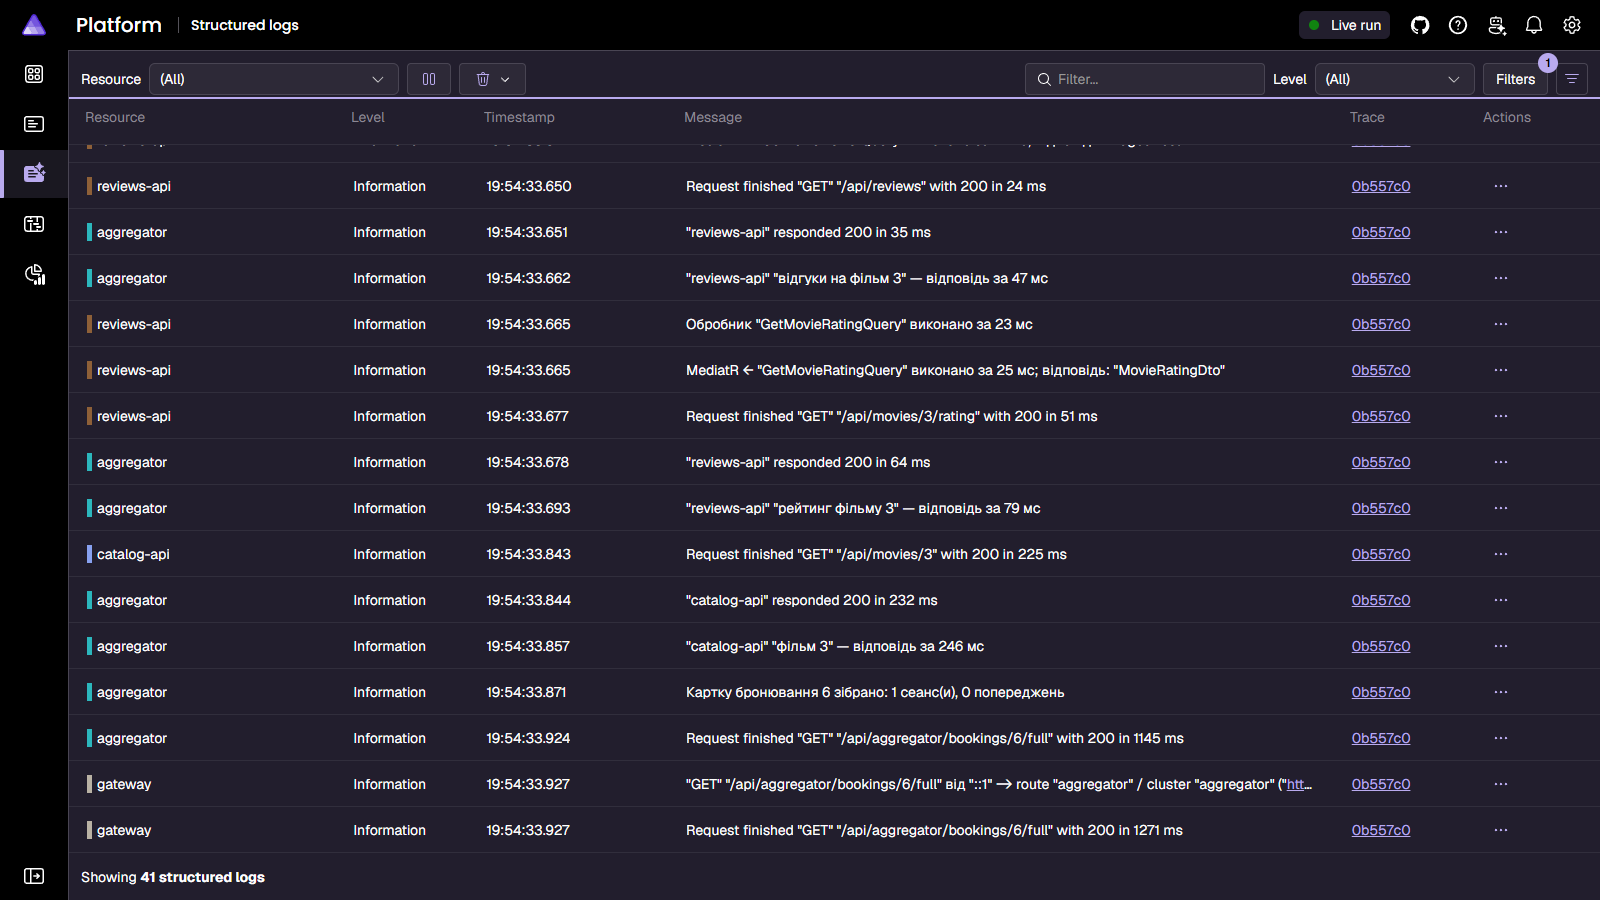 Platform
Structured logs
Live run
Resource
(All)
Filter...
Level
(All)
Filters
1
Resource Level Timestamp Message Trace Actions
reviews-api Information 19:54:33.650 Request finished "GET" "/api/reviews" with 200 in 24 ms 0b557c0 ...
aggregator Information 19:54:33.651 "reviews-api" responded 200 in 35 ms 0b557c0 ...
aggregator Information 19:54:33.662 "reviews-api" "відгуки на фільм 3" — відповідь за 47 мс 0b557c0 ...
reviews-api Information 19:54:33.665 Обробник "GetMovieRatingQuery" виконано за 23 мс 0b557c0 ...
reviews-api Information 19:54:33.665 MediatR ← "GetMovieRatingQuery" виконано за 25 мс; відповідь: "MovieRatingDto" 0b557c0 ...
reviews-api Information 19:54:33.677 Request finished "GET" "/api/movies/3/rating" with 200 in 51 ms 0b557c0 ...
aggregator Information 19:54:33.678 "reviews-api" responded 200 in 64 ms 0b557c0 ...
aggregator Information 19:54:33.693 "reviews-api" "рейтинг фільму 3" — відповідь за 79 мс 0b557c0 ...
catalog-api Information 19:54:33.843 Request finished "GET" "/api/movies/3" with 200 in 225 ms 0b557c0 ...
aggregator Information 19:54:33.844 "catalog-api" responded 200 in 232 ms 0b557c0 ...
aggregator Information 19:54:33.857 "catalog-api" "фільм 3" — відповідь за 246 мс 0b557c0 ...
aggregator Information 19:54:33.871 Картку бронювання 6 зібрано: 1 сеанс(и), 0 попереджень 0b557c0 ...
aggregator Information 19:54:33.924 Request finished "GET" "/api/aggregator/bookings/6/full" with 200 in 1145 ms 0b557c0 ...
gateway Information 19:54:33.927 "GET" "/api/aggregator/bookings/6/full" від "::1" → route "aggregator" / cluster "aggregator" ("htt... 0b557c0 ...
gateway Information 19:54:33.927 Request finished "GET" "/api/aggregator/bookings/6/full" with 200 in 1271 ms 0b557c0 ...
Showing 41 structured logs